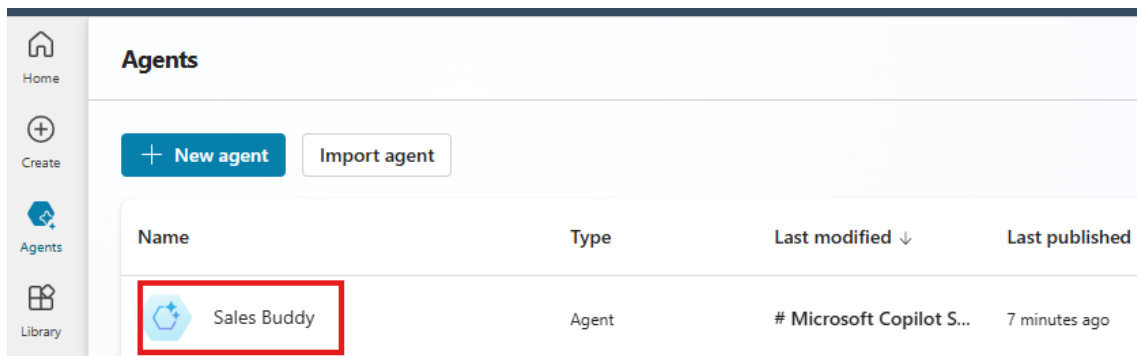 Home
Create
Agents
Library
Agents
New agent
Import agent
Name Type Last modified ↓ Last published
Sales Buddy Agent # Microsoft Copilot S... 7 minutes ago